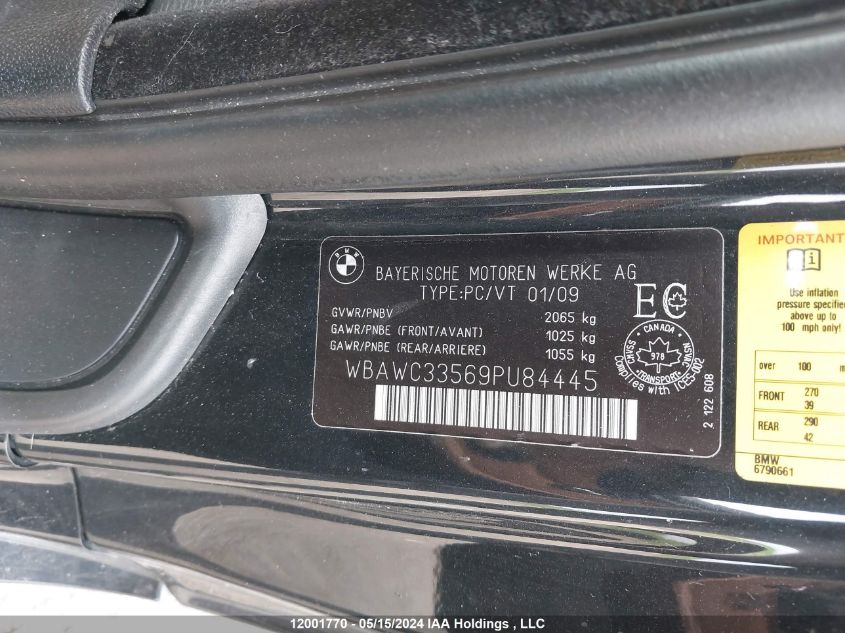 BMW
BAYERISCHE MOTOREN WERKE AG
TYPE:PC/VT 01/09
GVWR/PNBV 2065 kg
GAWR/PNBE (FRONT/AVANT) 1025 kg
GAWR/PNBE (REAR/ARRIERE) 1055 kg
WBAWC33569PU84445
EC
CANADA
978
TRANSPORT
Complies with ICES-002
2 122 608
IMPORTANT
i
Use inflation
pressure specified
above up to
100 mph only!
over 100
FRONT 270
39
REAR 290
42
BMW
6790661
12001770 - 05/15/2024 IAA Holdings , LLC